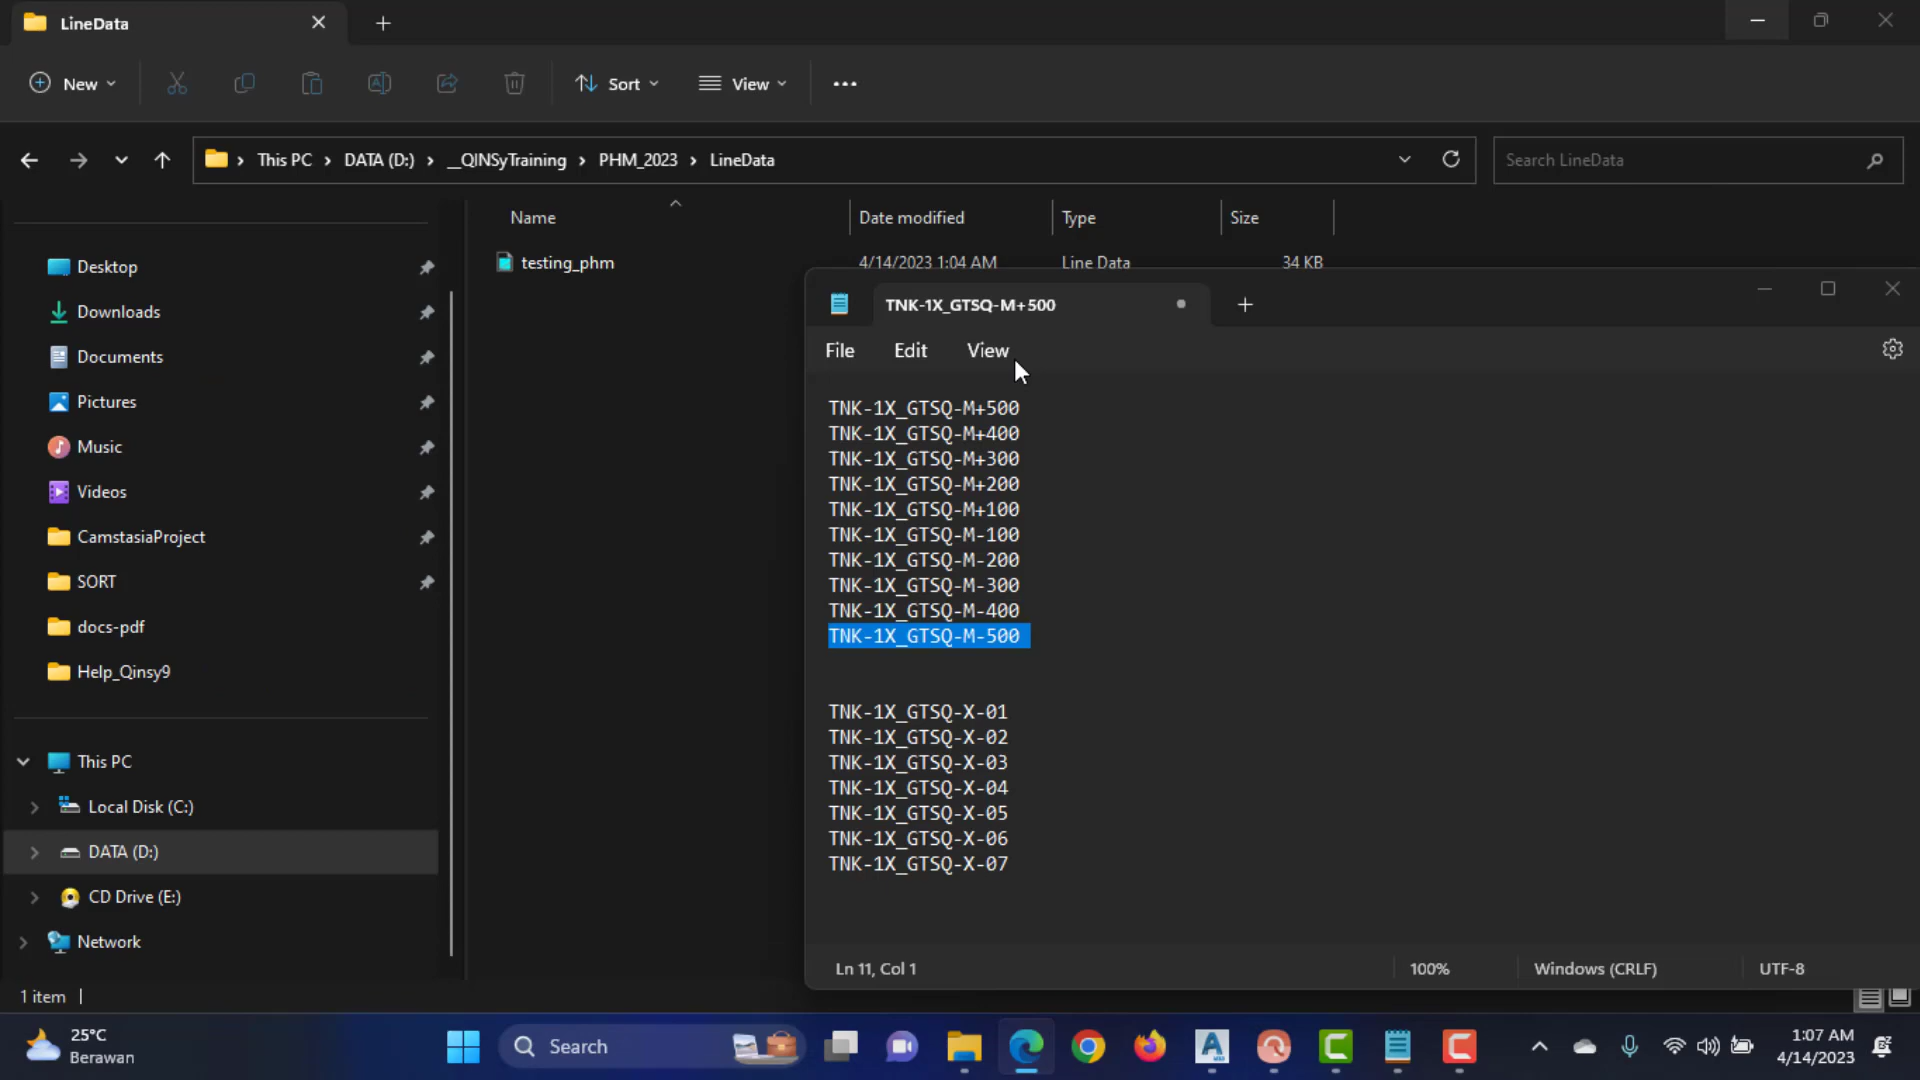 LineData
New
Sort
View
This PC
DATA (D:)
__QINSyTraining
PHM_2023
LineData
Search LineData
Name
Date modified
Type
Size
testing_phm
4/14/2023 1:04 AM
Line Data
34 KB
Desktop
Downloads
Documents
Pictures
Music
Videos
CamstasiaProject
SORT
docs-pdf
Help_Qinsy9
This PC
Local Disk (C:)
DATA (D:)
CD Drive (E:)
Network
1 item
TNK-1X_GTSQ-M+500
File
Edit
View
TNK-1X_GTSQ-M+500
TNK-1X_GTSQ-M+400
TNK-1X_GTSQ-M+300
TNK-1X_GTSQ-M+200
TNK-1X_GTSQ-M+100
TNK-1X_GTSQ-M-100
TNK-1X_GTSQ-M-200
TNK-1X_GTSQ-M-300
TNK-1X_GTSQ-M-400
TNK-1X_GTSQ-M-500
TNK-1X_GTSQ-X-01
TNK-1X_GTSQ-X-02
TNK-1X_GTSQ-X-03
TNK-1X_GTSQ-X-04
TNK-1X_GTSQ-X-05
TNK-1X_GTSQ-X-06
TNK-1X_GTSQ-X-07
Ln 11, Col 1
100%
Windows (CRLF)
UTF-8
25°C
Berawan
Search
1:07 AM
4/14/2023